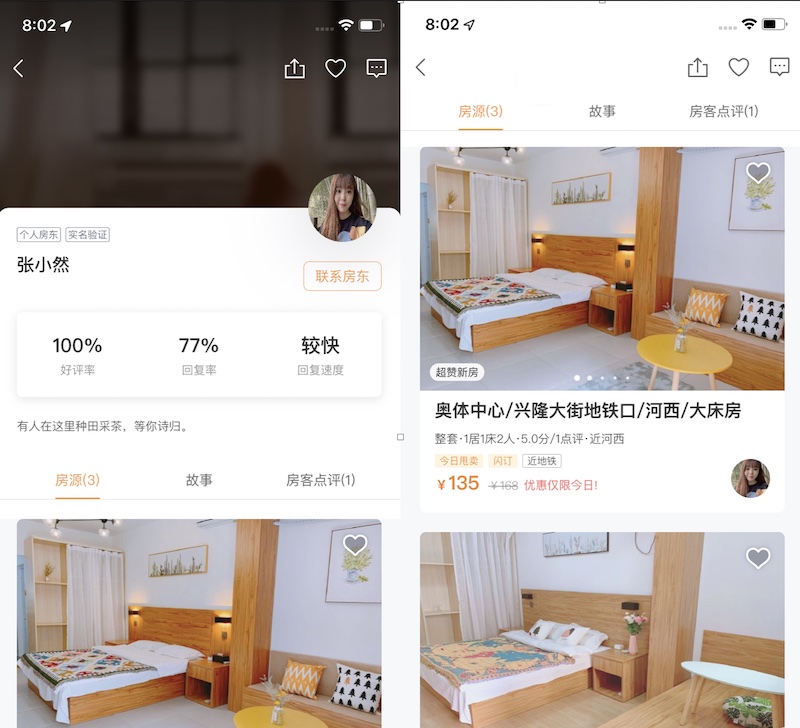 8:02
个人房东 实名验证
张小然
联系房东
100% 77% 较快
好评率 回复率 回复速度
有人在这里种田采茶，等你诗归。
房源(3) 故事 房客点评(1)
8:02
房源(3) 故事 房客点评(1)
超赞新房
奥体中心/兴隆大街地铁口/河西/大床房
整套·1居1床2人·5.0分/1点评·近河西
今日甩卖 闪订 近地铁
¥135 ¥168 优惠仅限今日!